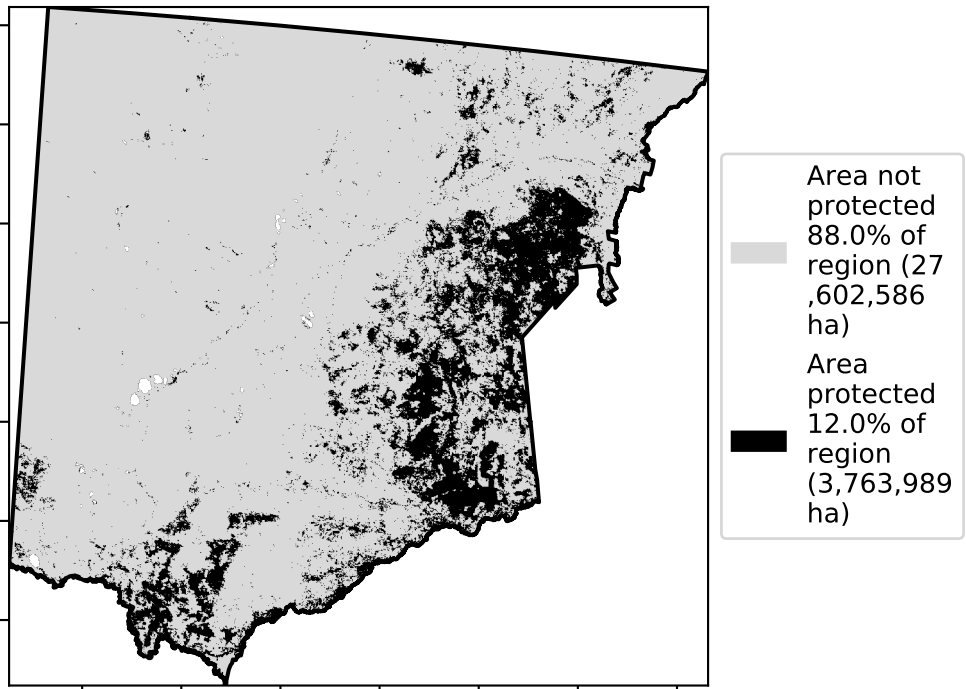 Area not
protected
88.0% of
region (27
,602,586
ha)
Area
protected
12.0% of
region
(3,763,989
ha)